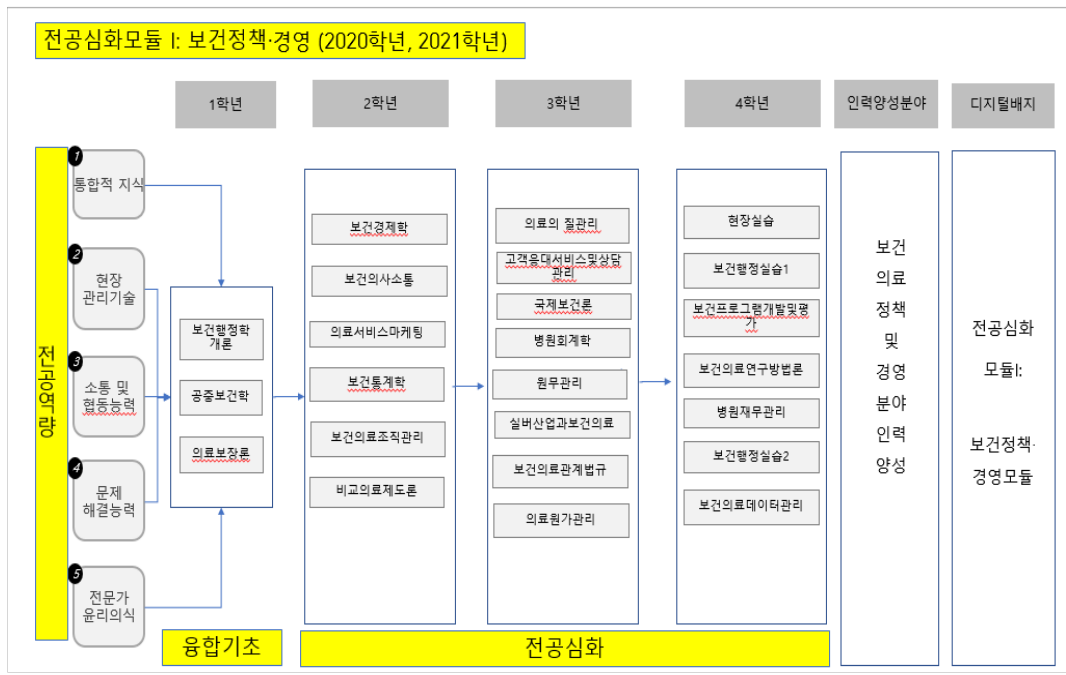 전공심화모듈 I: 보건정책·경영 (2020학년, 2021학년)
1학년
2학년
3학년
4학년
인력양성분야
디지털배지
전공역량
1
통합적 지식
2
현장
관리기술
3
소통 및
협동능력
4
문제
해결능력
5
전문가
윤리의식
보건행정학
개론
공중보건학
의료보장론
보건경제학
보건의사소통
의료서비스마케팅
보건통계학
보건의료조직관리
비교의료제도론
의료의 질관리
고객응대서비스및상담
관리
국제보건론
병원회계학
원무관리
실버산업과보건의료
보건의료관계법규
의료원가관리
현장실습
보건행정실습1
보건프로그램개발및평
가
보건의료연구방법론
병원재무관리
보건행정실습2
보건의료데이터관리
보건
의료
정책
및
경영
분야
인력
양성
전공심화
모듈I:
보건정책·
경영모듈
융합기초
전공심화